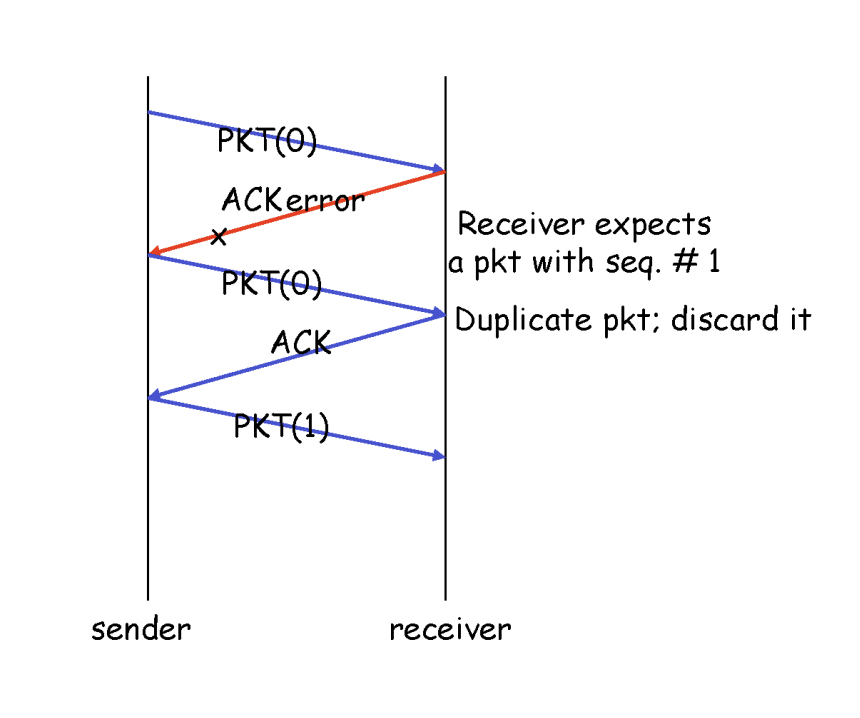 PKT(0)
ACKerror
x
Receiver expects
a pkt with seq. # 1
PKT(0)
Duplicate pkt; discard it
ACK
PKT(1)
sender
receiver